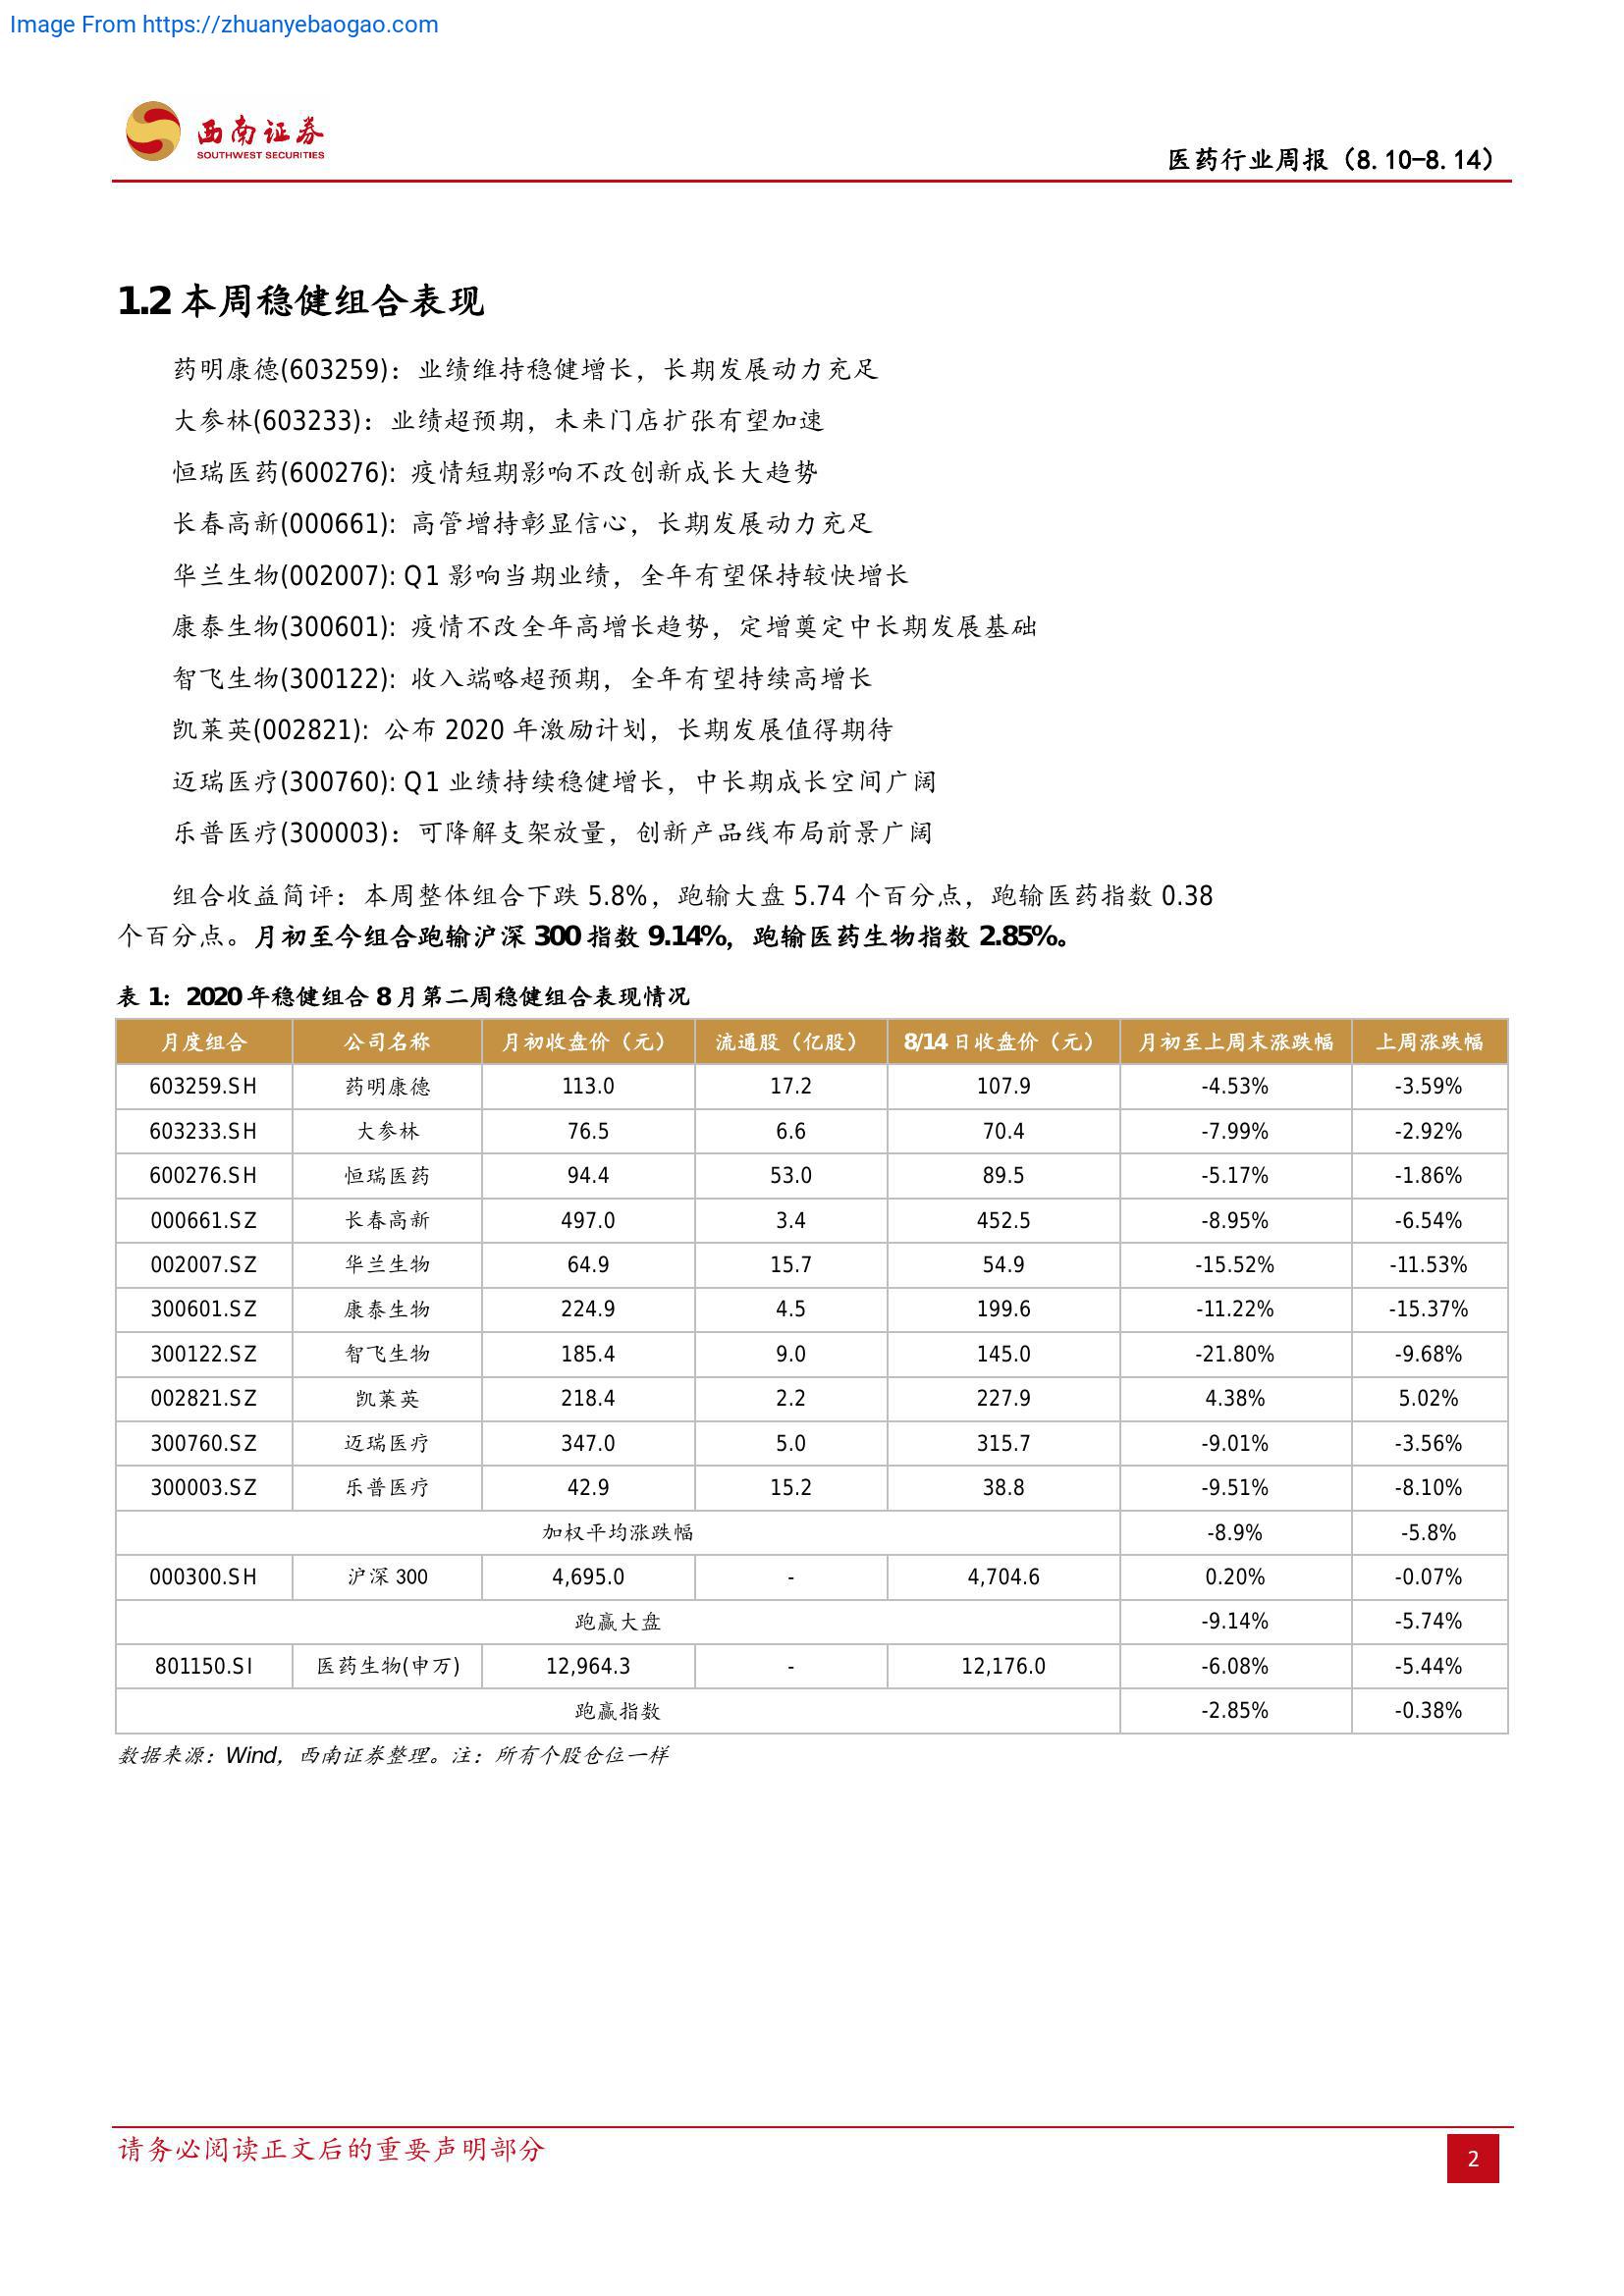 Image From https://zhuanyebaogao.com
西南证券
SOUTHWEST SECURITIES
医药行业周报（8.10-8.14）
1.2 本周稳健组合表现
药明康德(603259)：业绩维持稳健增长，长期发展动力充足
大参林(603233)：业绩超预期，未来门店扩张有望加速
恒瑞医药(600276): 疫情短期影响不改创新成长大趋势
长春高新(000661): 高管增持彰显信心，长期发展动力充足
华兰生物(002007): Q1 影响当期业绩，全年有望保持较快增长
康泰生物(300601): 疫情不改全年高增长趋势，定增奠定中长期发展基础
智飞生物(300122): 收入端略超预期，全年有望持续高增长
凯莱英(002821): 公布 2020 年激励计划，长期发展值得期待
迈瑞医疗(300760): Q1 业绩持续稳健增长，中长期成长空间广阔
乐普医疗(300003)：可降解支架放量，创新产品线布局前景广阔
组合收益简评：本周整体组合下跌 5.8%，跑输大盘 5.74 个百分点，跑输医药指数 0.38
个百分点。月初至今组合跑输沪深 300 指数 9.14%，跑输医药生物指数 2.85%。
表 1：2020 年稳健组合 8 月第二周稳健组合表现情况
月度组合 公司名称 月初收盘价（元） 流通股（亿股） 8/14 日收盘价（元） 月初至上周末涨跌幅 上周涨跌幅
603259.SH 药明康德 113.0 17.2 107.9 -4.53% -3.59%
603233.SH 大参林 76.5 6.6 70.4 -7.99% -2.92%
600276.SH 恒瑞医药 94.4 53.0 89.5 -5.17% -1.86%
000661.SZ 长春高新 497.0 3.4 452.5 -8.95% -6.54%
002007.SZ 华兰生物 64.9 15.7 54.9 -15.52% -11.53%
300601.SZ 康泰生物 224.9 4.5 199.6 -11.22% -15.37%
300122.SZ 智飞生物 185.4 9.0 145.0 -21.80% -9.68%
002821.SZ 凯莱英 218.4 2.2 227.9 4.38% 5.02%
300760.SZ 迈瑞医疗 347.0 5.0 315.7 -9.01% -3.56%
300003.SZ 乐普医疗 42.9 15.2 38.8 -9.51% -8.10%
加权平均涨跌幅 -8.9% -5.8%
000300.SH 沪深 300 4,695.0 - 4,704.6 0.20% -0.07%
跑赢大盘 -9.14% -5.74%
801150.SI 医药生物(申万) 12,964.3 - 12,176.0 -6.08% -5.44%
跑赢指数 -2.85% -0.38%
数据来源：Wind，西南证券整理。注：所有个股仓位一样
请务必阅读正文后的重要声明部分
2